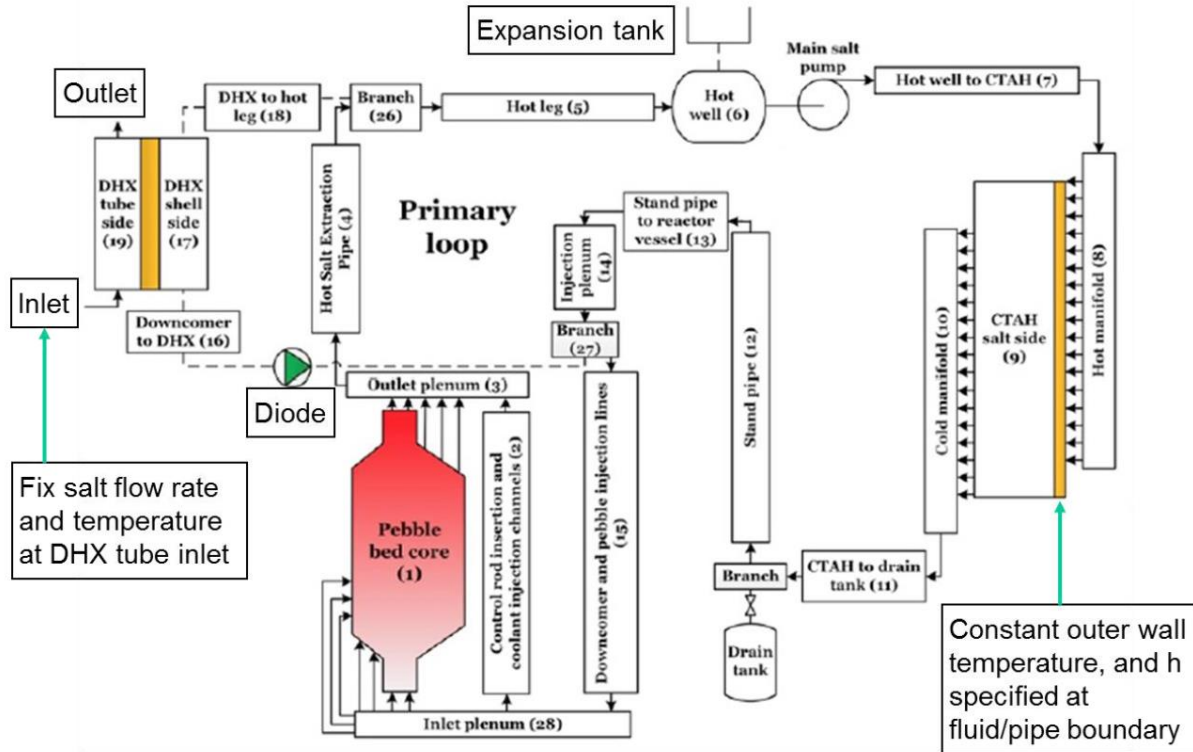 Expansion tank
Outlet
DHX to hot
leg (18)
Branch
(26)
Hot leg (5)
Hot
well (6)
Main salt
pump
Hot well to CTAH (7)
DHX
tube
side
(19)
DHX
shell
side
(17)
Hot Salt Extraction
Pipe (4)
Primary
loop
Stand pipe
to reactor
vessel (13)
Injection
plenum
(14)
Branch
(27)
Stand pipe (12)
Cold manifold (10)
CTAH
salt side
(9)
Hot manifold (8)
Inlet
Downcomer
to DHX (16)
Diode
Outlet plenum (3)
Fix salt flow rate
and temperature
at DHX tube inlet
Pebble
bed core
(1)
Control rod insertion and
coolant injection channels (2)
Downcomer and pebble injection lines
(15)
Branch
CTAH to drain
tank (11)
Drain
tank
Inlet plenum (28)
Constant outer wall
temperature, and h
specified at
fluid/pipe boundary